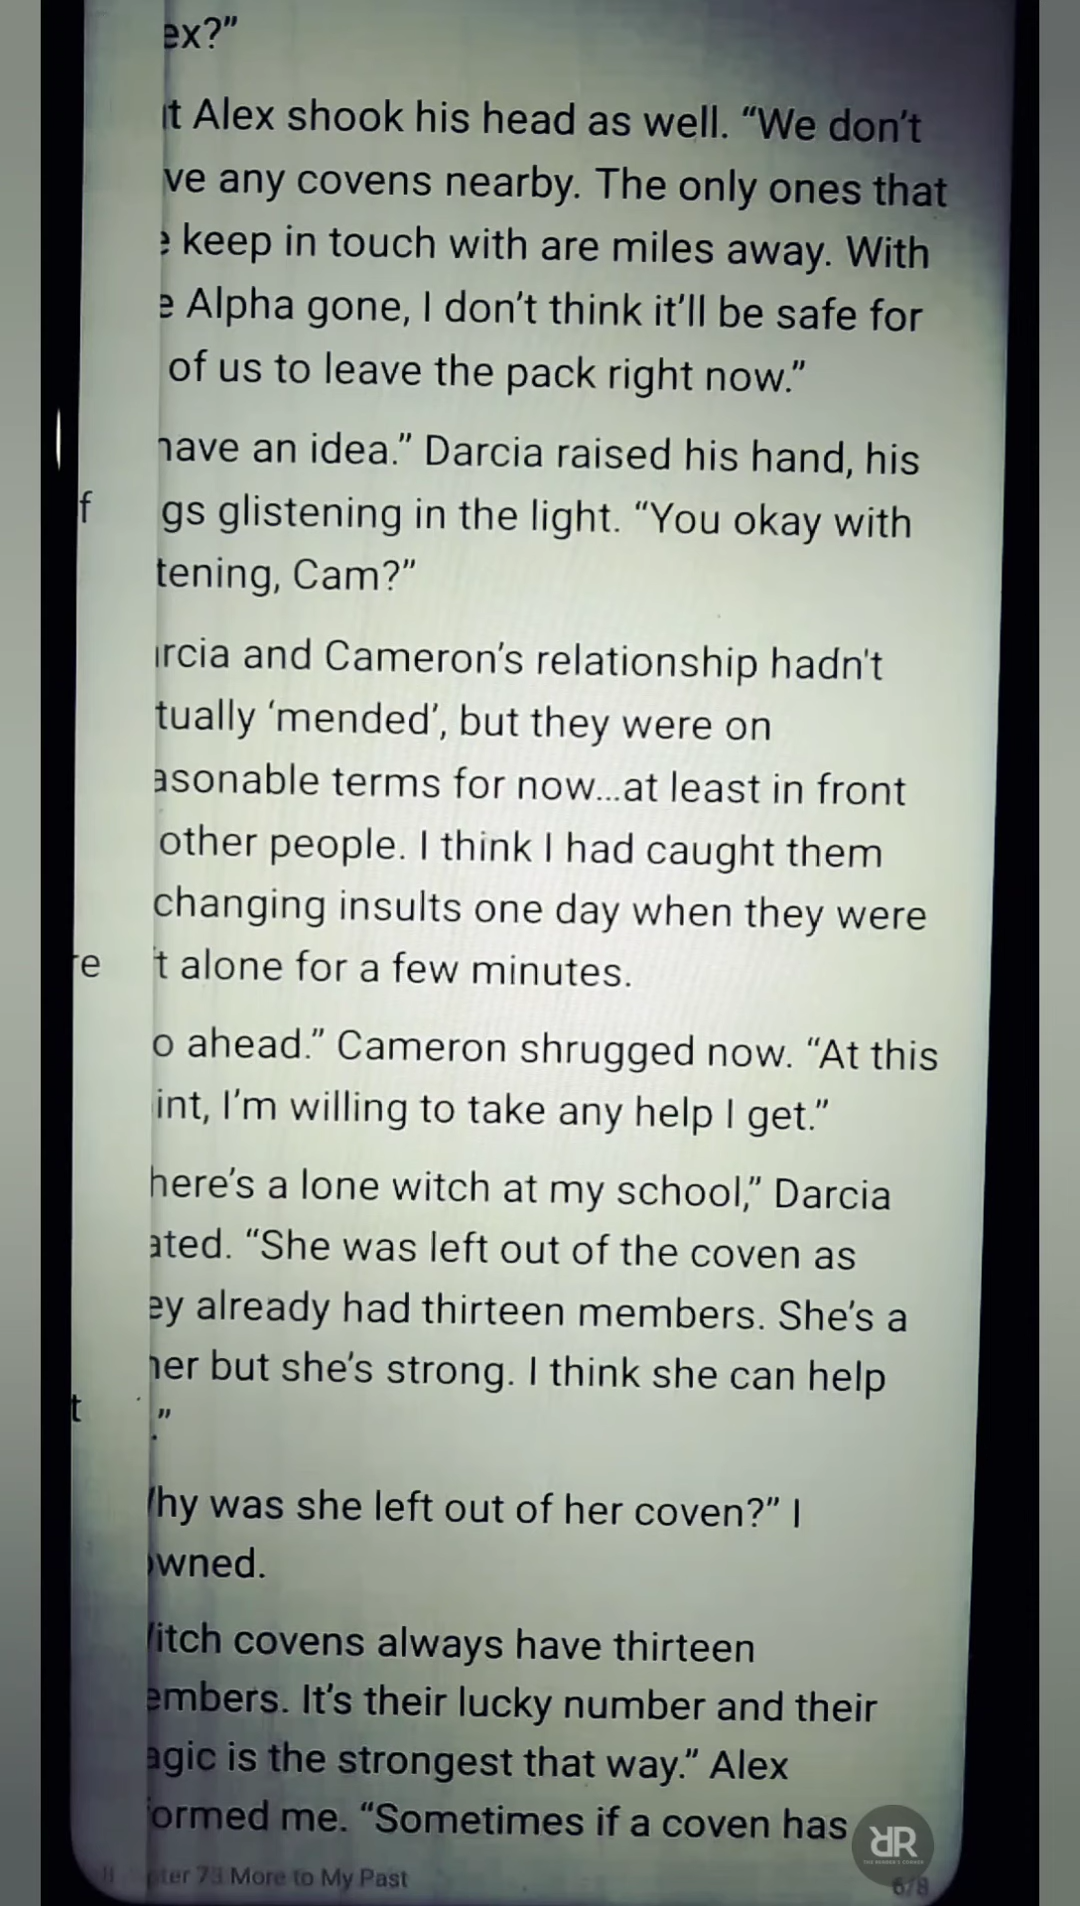 ex?”
t Alex shook his head as well. “We don’t
ve any covens nearby. The only ones that
e keep in touch with are miles away. With
e Alpha gone, I don’t think it’ll be safe for
of us to leave the pack right now.”
have an idea.” Darcia raised his hand, his
f gs glistening in the light. “You okay with
tening, Cam?”
rcia and Cameron’s relationship hadn't
tually ‘mended’, but they were on
asonable terms for now...at least in front
other people. I think I had caught them
changing insults one day when they were
re t alone for a few minutes.
o ahead.” Cameron shrugged now. “At this
int, I’m willing to take any help I get.”
here’s a lone witch at my school,” Darcia
ated. “She was left out of the coven as
ey already had thirteen members. She’s a
ner but she’s strong. I think she can help
t .”
hy was she left out of her coven?” I
owned.
itch covens always have thirteen
embers. It’s their lucky number and their
agic is the strongest that way.” Alex
ormed me. “Sometimes if a coven has
RR
THE READER'S CORNER
pter 73 More to My Past
6/8